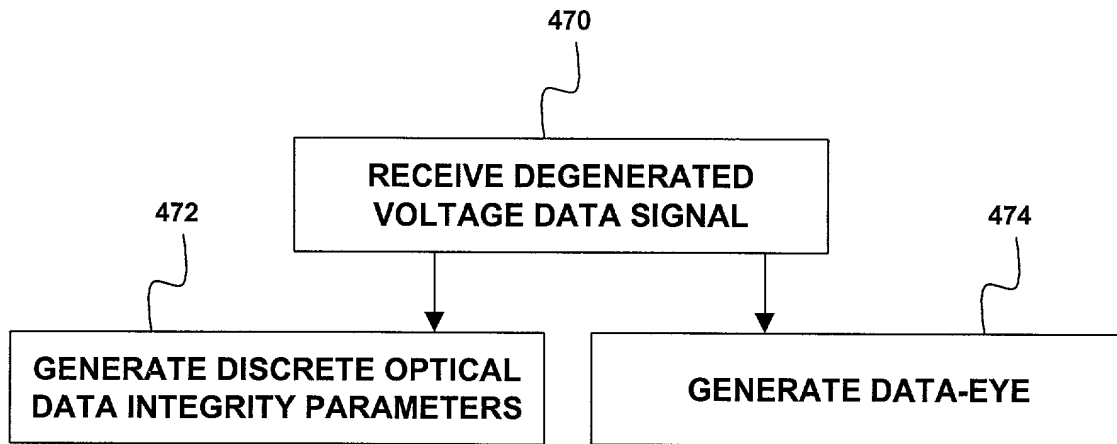 470
RECEIVE DEGENERATED
VOLTAGE DATA SIGNAL
472
474
GENERATE DISCRETE OPTICAL
DATA INTEGRITY PARAMETERS
GENERATE DATA-EYE